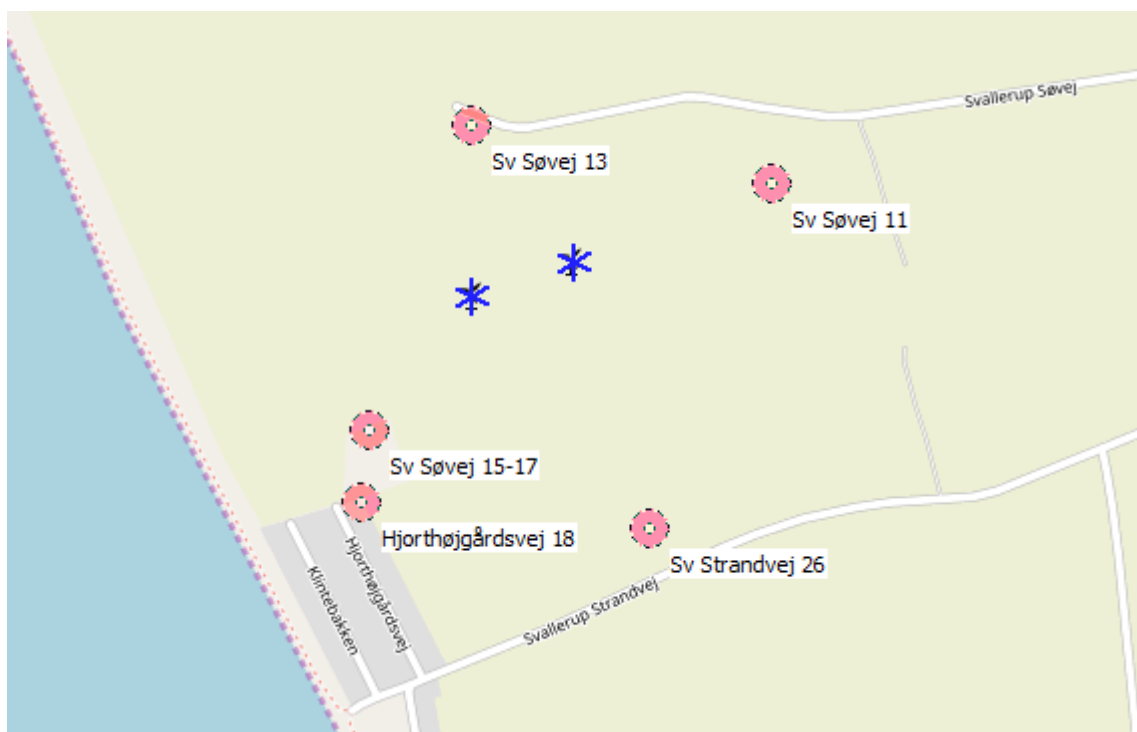 Svallerup Søvej
Sv Søvej 13
Sv Søvej 11
Sv Søvej 15-17
Hjorthøjgårdsvej 18
Sv Strandvej 26
Hjorthøjgårdsvej
Klintebakken
Svallerup Strandvej